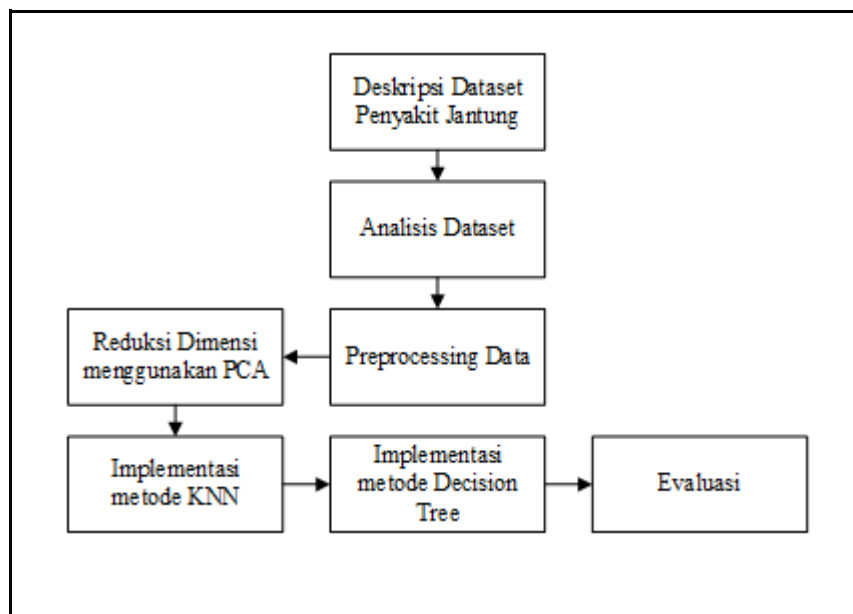 Deskripsi Dataset
Penyakit Jantung
Analisis Dataset
Preprocessing Data
Reduksi Dimensi
menggunakan PCA
Implementasi
metode KNN
Implementasi
metode Decision
Tree
Evaluasi